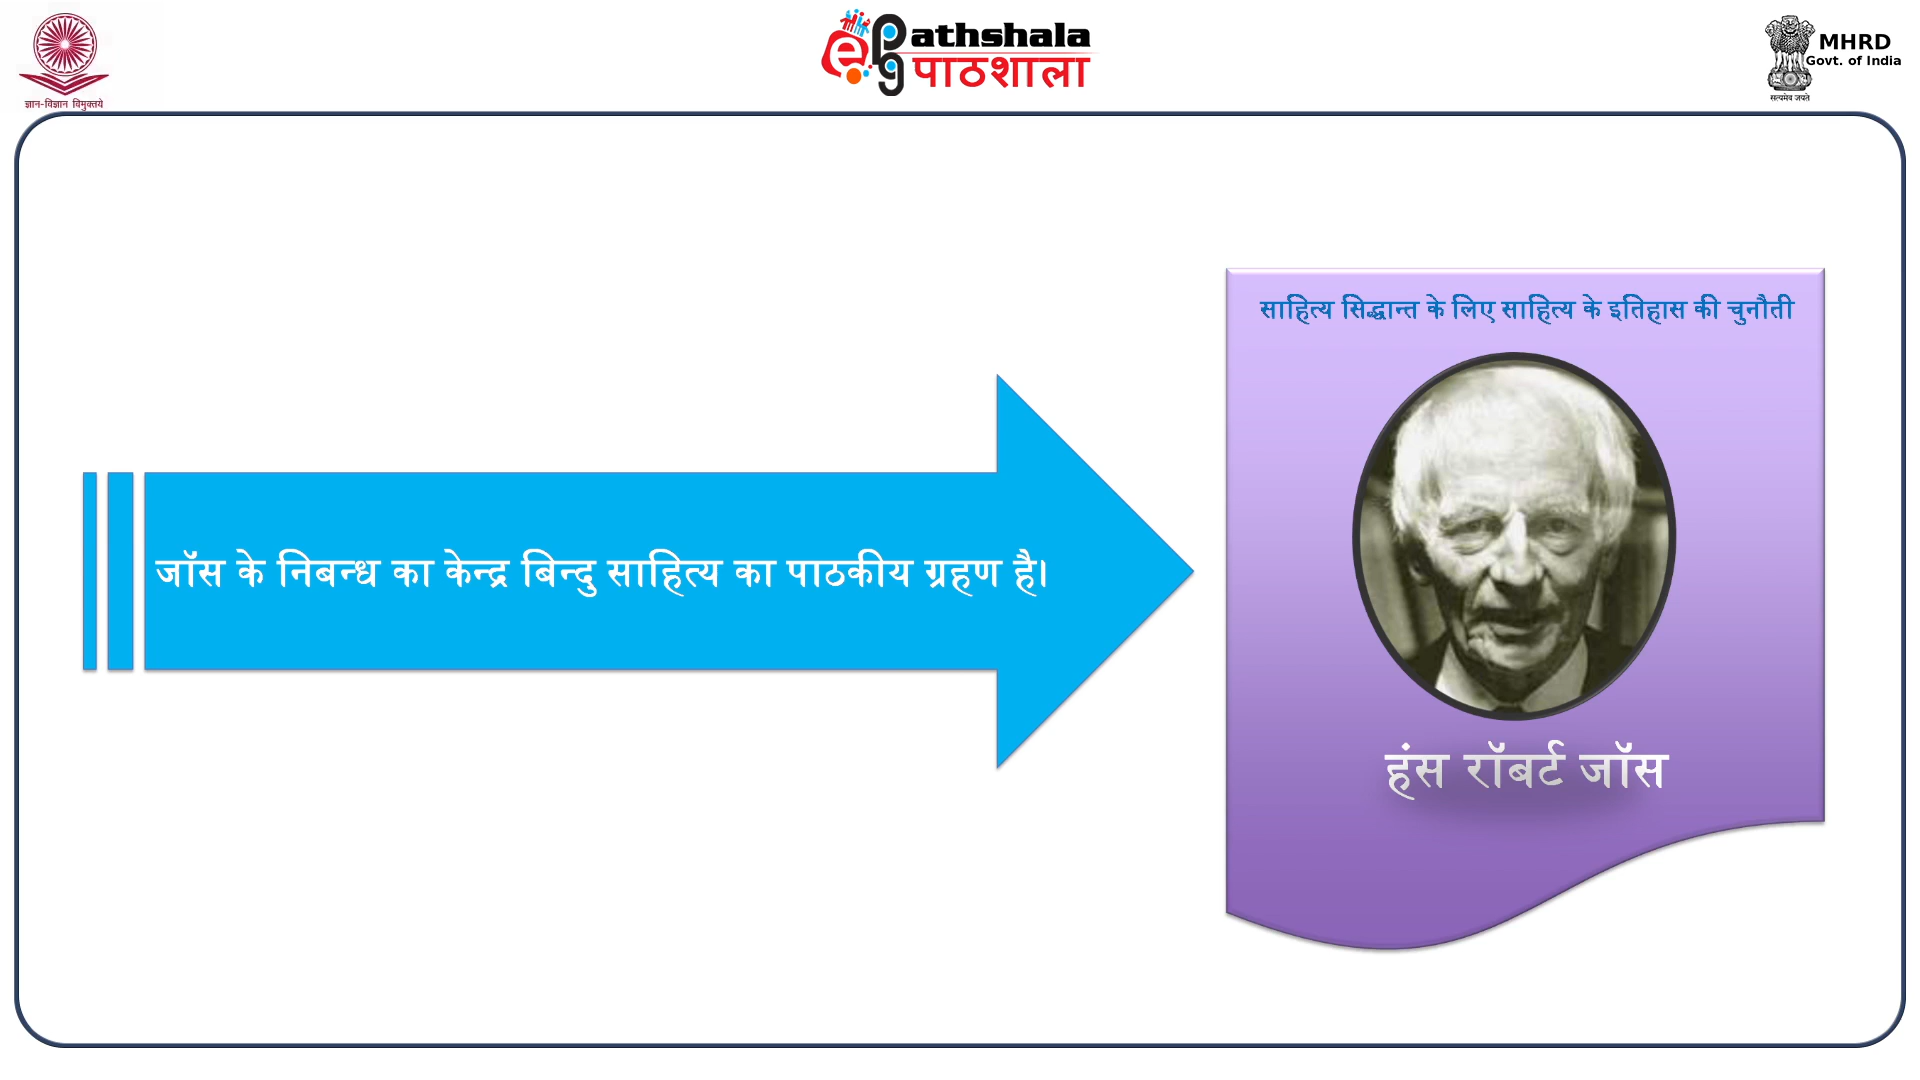 ज्ञान-विज्ञान विमुक्तये
ePathshala
पाठशाला
MHRD
Govt. of India
सत्यमेव जयते
साहित्य सिद्धान्त के लिए साहित्य के इतिहास की चुनौती
जॉस के निबन्ध का केन्द्र बिन्दु साहित्य का पाठकीय ग्रहण है।
हंस रॉबर्ट जॉस